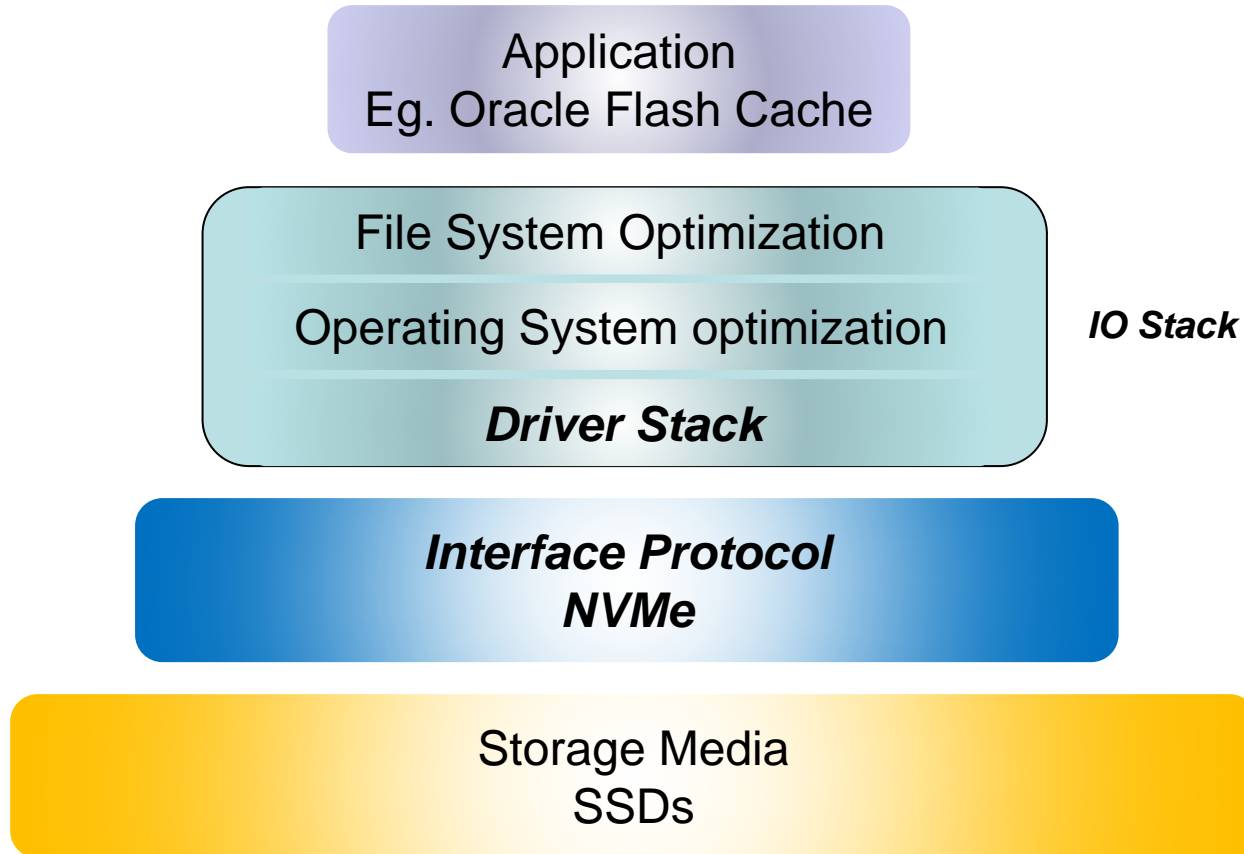 Application
Eg. Oracle Flash Cache
File System Optimization
Operating System optimization
IO Stack
Driver Stack
Interface Protocol
NVMe
Storage Media
SSDs